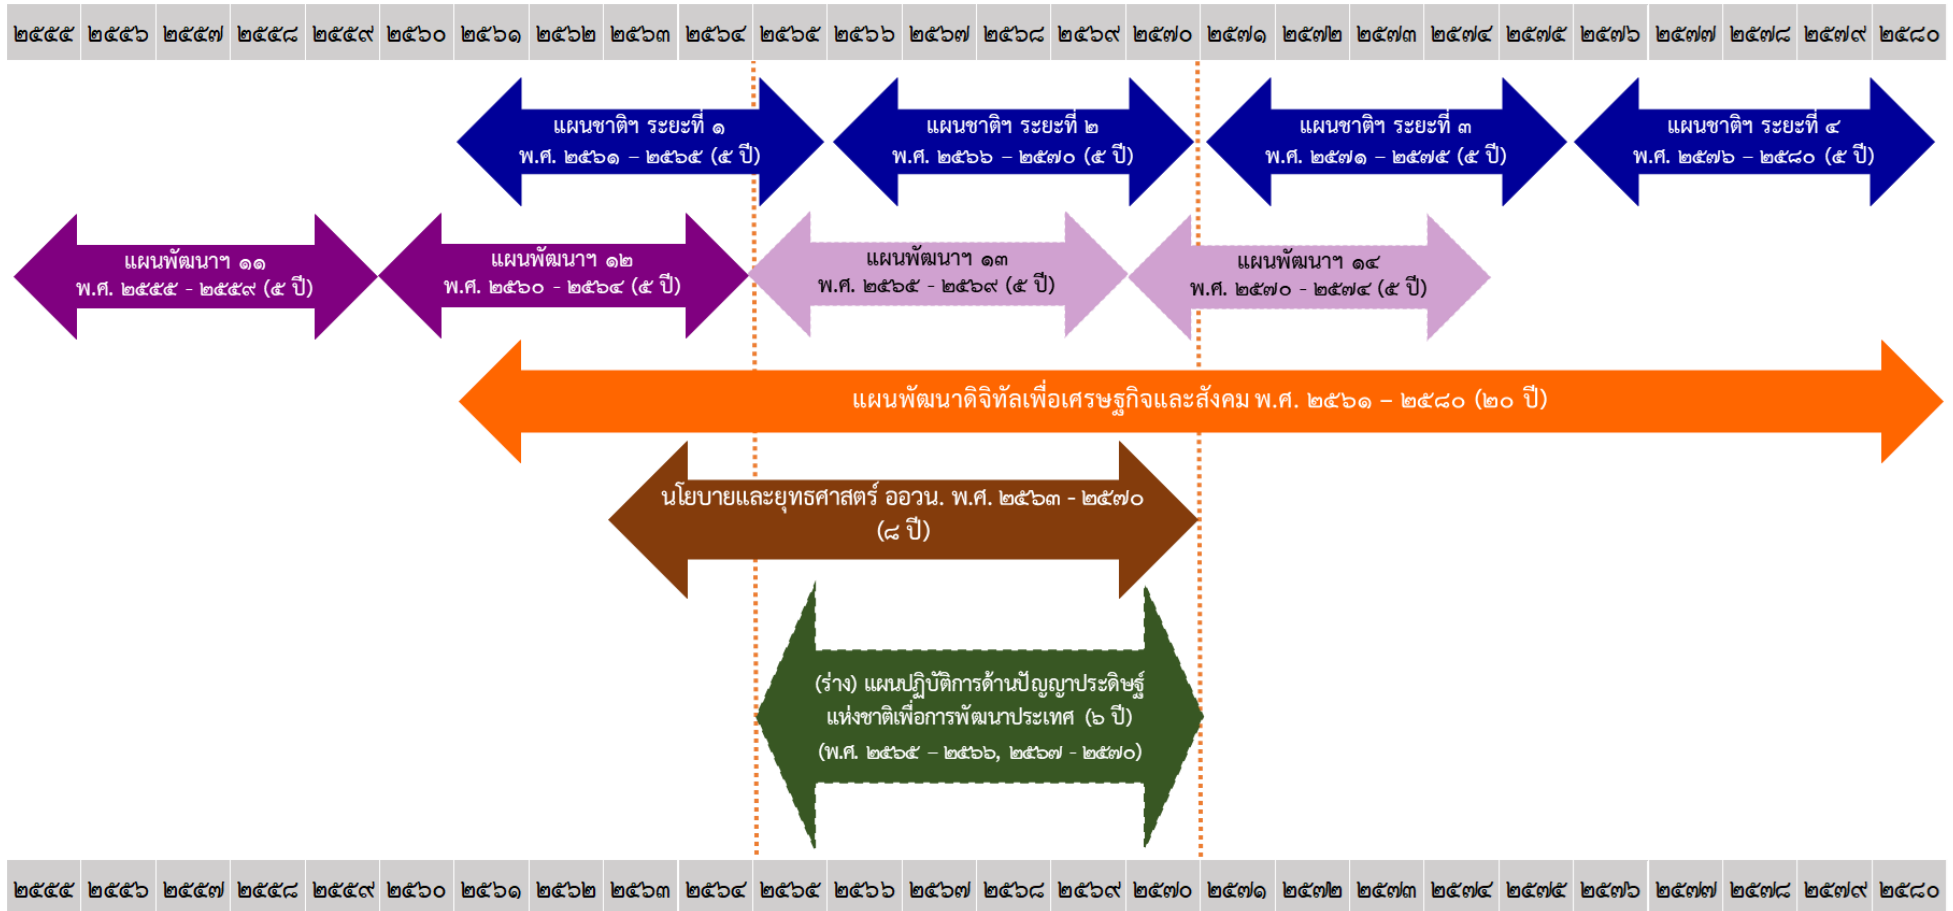 ๒๕๕๕ ๒๕๕๖ ๒๕๕๗ ๒๕๕๘ ๒๕๕๙ ๒๕๖๐ ๒๕๖๑ ๒๕๖๒ ๒๕๖๓ ๒๕๖๔ ๒๕๖๕ ๒๕๖๖ ๒๕๖๗ ๒๕๖๘ ๒๕๖๙ ๒๕๗๐ ๒๕๗๑ ๒๕๗๒ ๒๕๗๓ ๒๕๗๔ ๒๕๗๕ ๒๕๗๖ ๒๕๗๗ ๒๕๗๘ ๒๕๗๙ ๒๕๘๐
แผนชาติฯ ระยะที่ ๑
พ.ศ. ๒๕๖๑ – ๒๕๖๕ (๕ ปี)
แผนชาติฯ ระยะที่ ๒
พ.ศ. ๒๕๖๖ – ๒๕๗๐ (๕ ปี)
แผนชาติฯ ระยะที่ ๓
พ.ศ. ๒๕๗๑ – ๒๕๗๕ (๕ ปี)
แผนชาติฯ ระยะที่ ๔
พ.ศ. ๒๕๗๖ – ๒๕๘๐ (๕ ปี)
แผนพัฒนาฯ ๑๑
พ.ศ. ๒๕๕๕ - ๒๕๕๙ (๕ ปี)
แผนพัฒนาฯ ๑๒
พ.ศ. ๒๕๖๐ - ๒๕๖๔ (๕ ปี)
แผนพัฒนาฯ ๑๓
พ.ศ. ๒๕๖๕ - ๒๕๖๙ (๕ ปี)
แผนพัฒนาฯ ๑๔
พ.ศ. ๒๕๗๐ - ๒๕๗๔ (๕ ปี)
แผนพัฒนาดิจิทัลเพื่อเศรษฐกิจและสังคม พ.ศ. ๒๕๖๑ – ๒๕๘๐ (๒๐ ปี)
นโยบายและยุทธศาสตร์ ออวน. พ.ศ. ๒๕๖๓ - ๒๕๗๐
(๘ ปี)
(ร่าง) แผนปฏิบัติการด้านปัญญาประดิษฐ์
แห่งชาติเพื่อการพัฒนาประเทศ (๖ ปี)
(พ.ศ. ๒๕๖๕ – ๒๕๖๖, ๒๕๖๗ - ๒๕๗๐)
๒๕๕๕ ๒๕๕๖ ๒๕๕๗ ๒๕๕๘ ๒๕๕๙ ๒๕๖๐ ๒๕๖๑ ๒๕๖๒ ๒๕๖๓ ๒๕๖๔ ๒๕๖๕ ๒๕๖๖ ๒๕๖๗ ๒๕๖๘ ๒๕๖๙ ๒๕๗๐ ๒๕๗๑ ๒๕๗๒ ๒๕๗๓ ๒๕๗๔ ๒๕๗๕ ๒๕๗๖ ๒๕๗๗ ๒๕๗๘ ๒๕๗๙ ๒๕๘๐